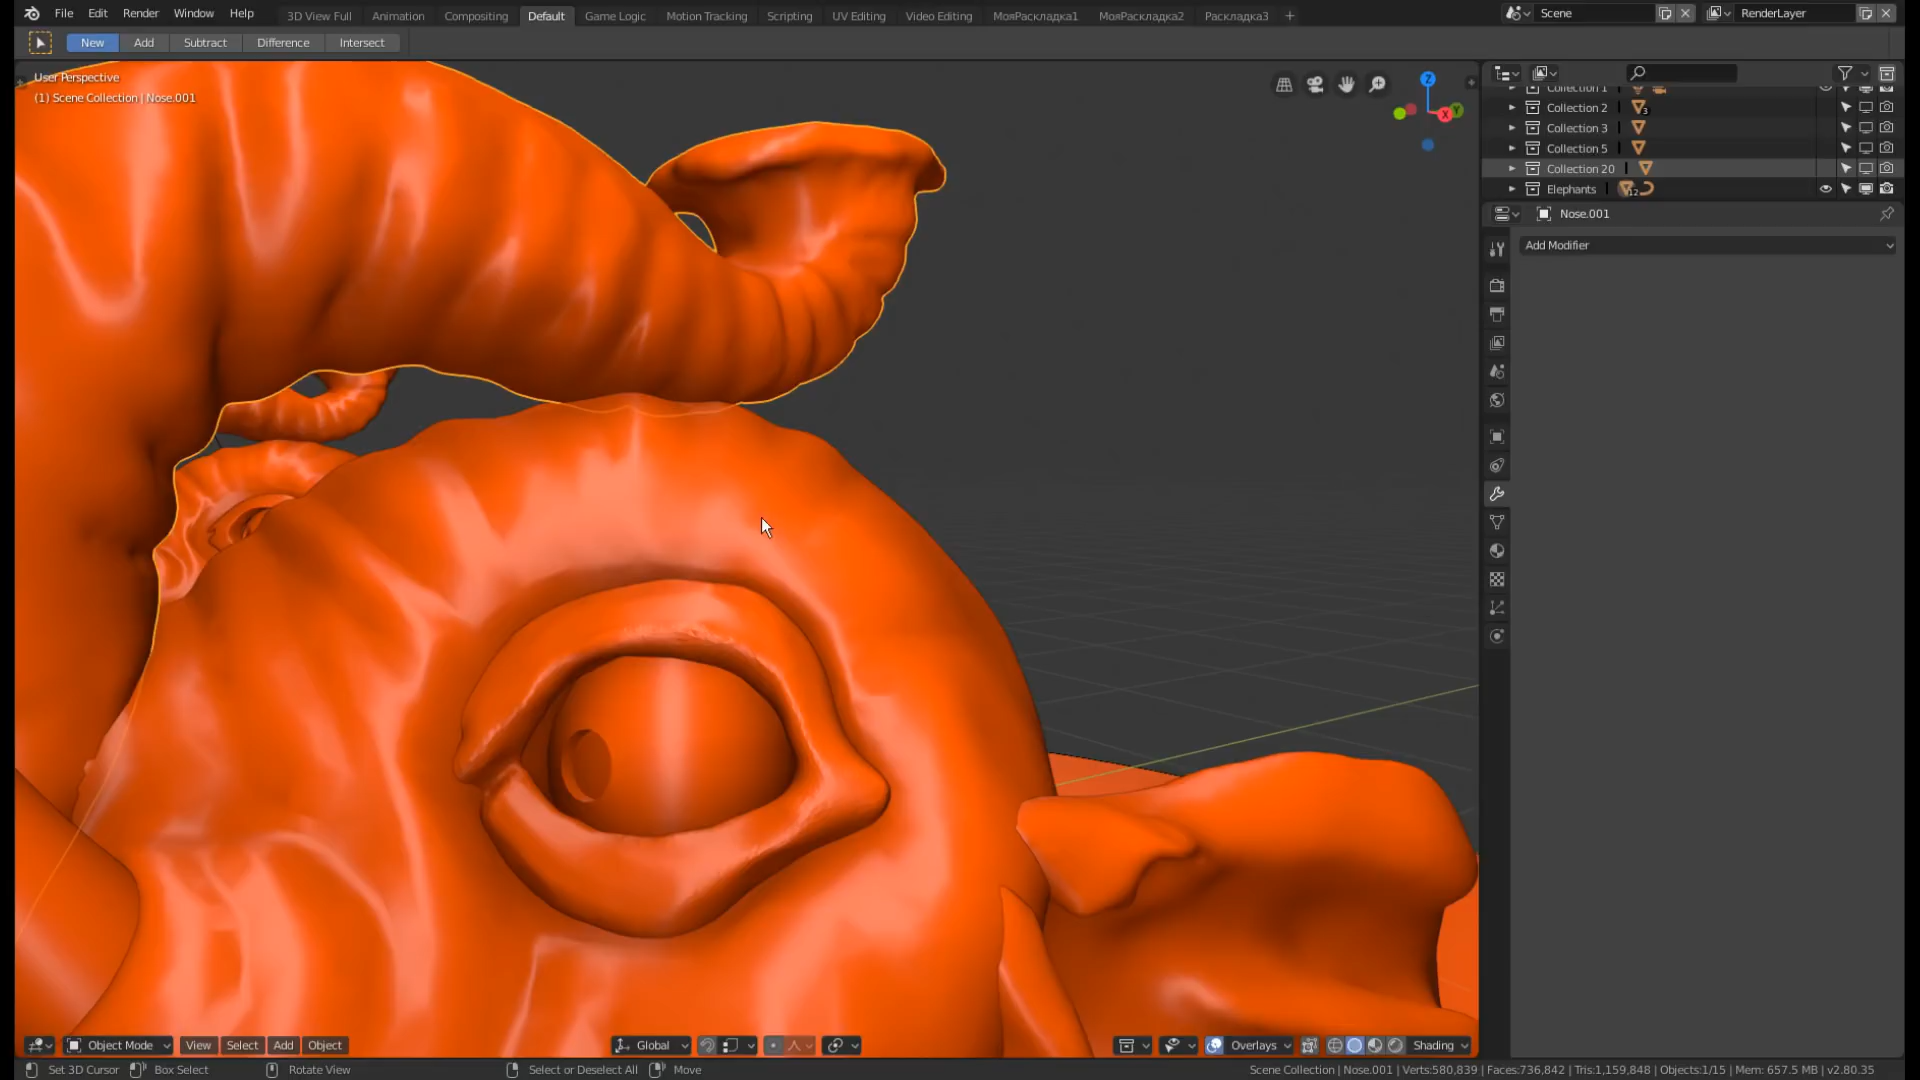 File Edit Render Window Help 3D View Full Animation Compositing Default Game Logic Motion Tracking Scripting UV Editing Video Editing МояРаскладка1 МояРаскладка2 Раскладка3 + Scene RenderLayer
New Add Subtract Difference Intersect
User Perspective
(1) Scene Collection | Nose.001
Z
X
Y
Collection 1
Collection 2 3
Collection 3
Collection 5
Collection 20
Elephants 12
Nose.001
Add Modifier
Object Mode View Select Add Object Global Overlays Shading
Set 3D Cursor Box Select Rotate View Select or Deselect All Move Scene Collection | Nose.001 | Verts:580,839 | Faces:736,842 | Tris:1,159,848 | Objects:1/15 | Mem: 657.5 MB | v2.80.35